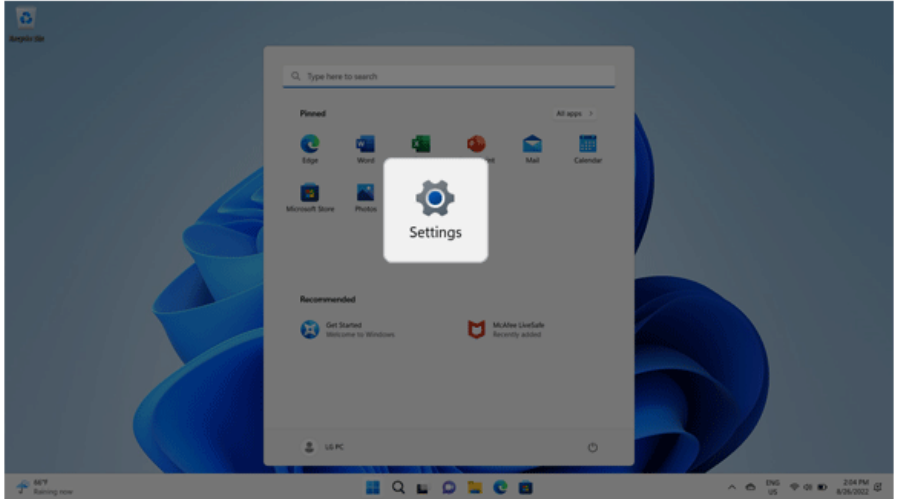 Recycle Bin
Type here to search
Pinned
All apps >
Edge
Word
Mail
Calendar
Microsoft Store
Photos
Settings
Recommended
Get Started
Welcome to Windows
McAfee LiveSafe
Recently added
LG PC
66°F
Raining now
ENG
US
2:04 PM
6/26/2022